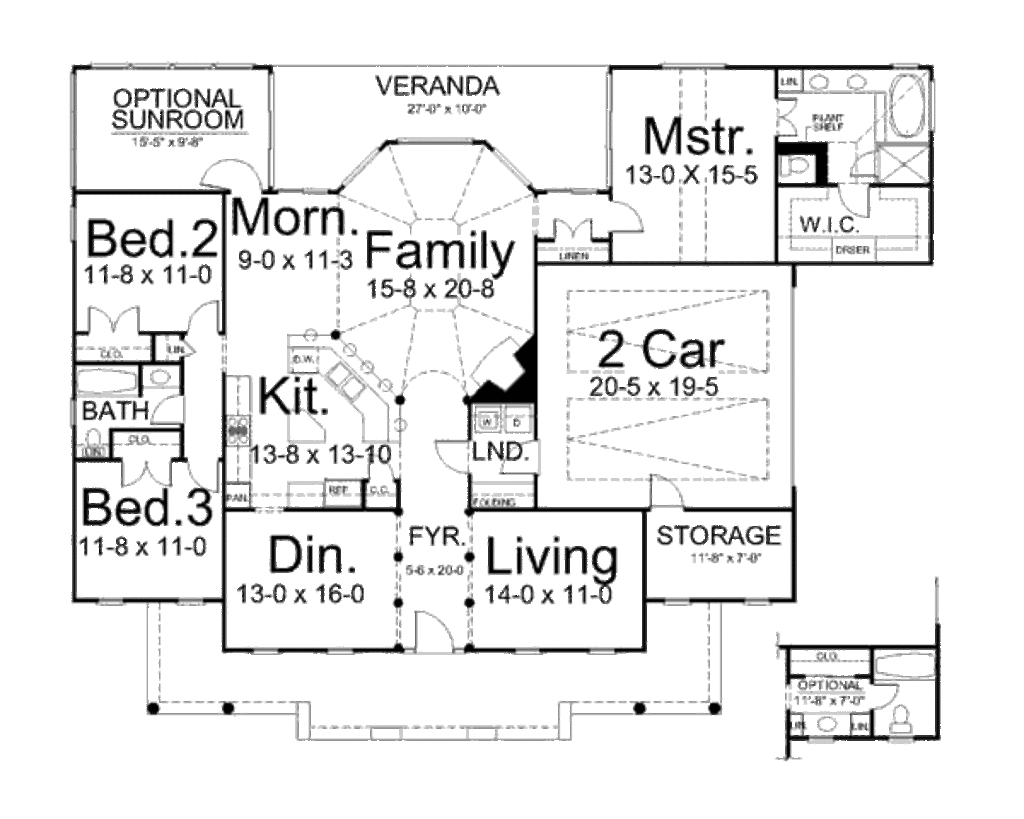 OPTIONAL
SUNROOM
15'-5" x 9'-8"
VERANDA
27'-0" x 10'-0"
Mstr.
13-0 X 15-5
LIN.
PLANT
SHELF
W.I.C.
DRSER
Bed.2
11-8 x 11-0
Morn.
9-0 x 11-3
Family
15-8 x 20-8
LINEN
2 Car
20-5 x 19-5
CLO.
LIN.
D.W.
BATH
CLO.
LIN.
Kit.
13-8 x 13-10
W
D
LND.
PAN.
REF.
C.C.
FOLDING
Bed.3
11-8 x 11-0
Din.
13-0 x 16-0
FYR.
5-6 x 20-0
Living
14-0 x 11-0
STORAGE
11'-8" x 7'-0"
CLO.
OPTIONAL
11'-8" x 7'-0"
LIN.
LIN.